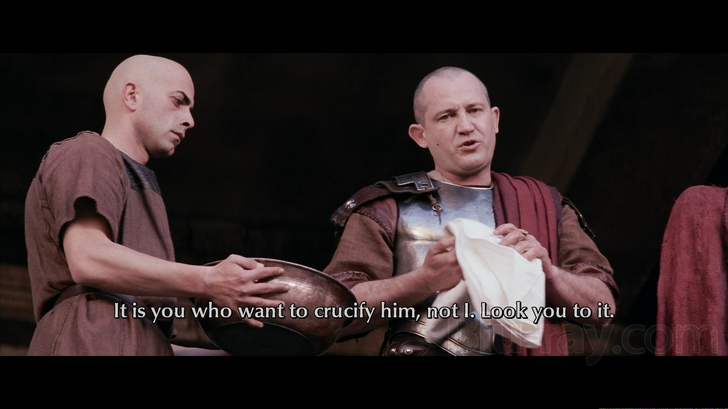 It is you who want to crucify him, not I. Look you to it.